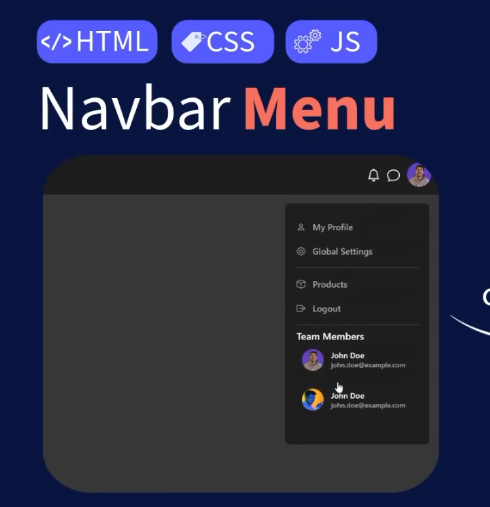 </>HTML CSS JS
Navbar Menu
My Profile
Global Settings
Products
Logout
Team Members
John Doe
john.doe@example.com
John Doe
john.doe@example.com